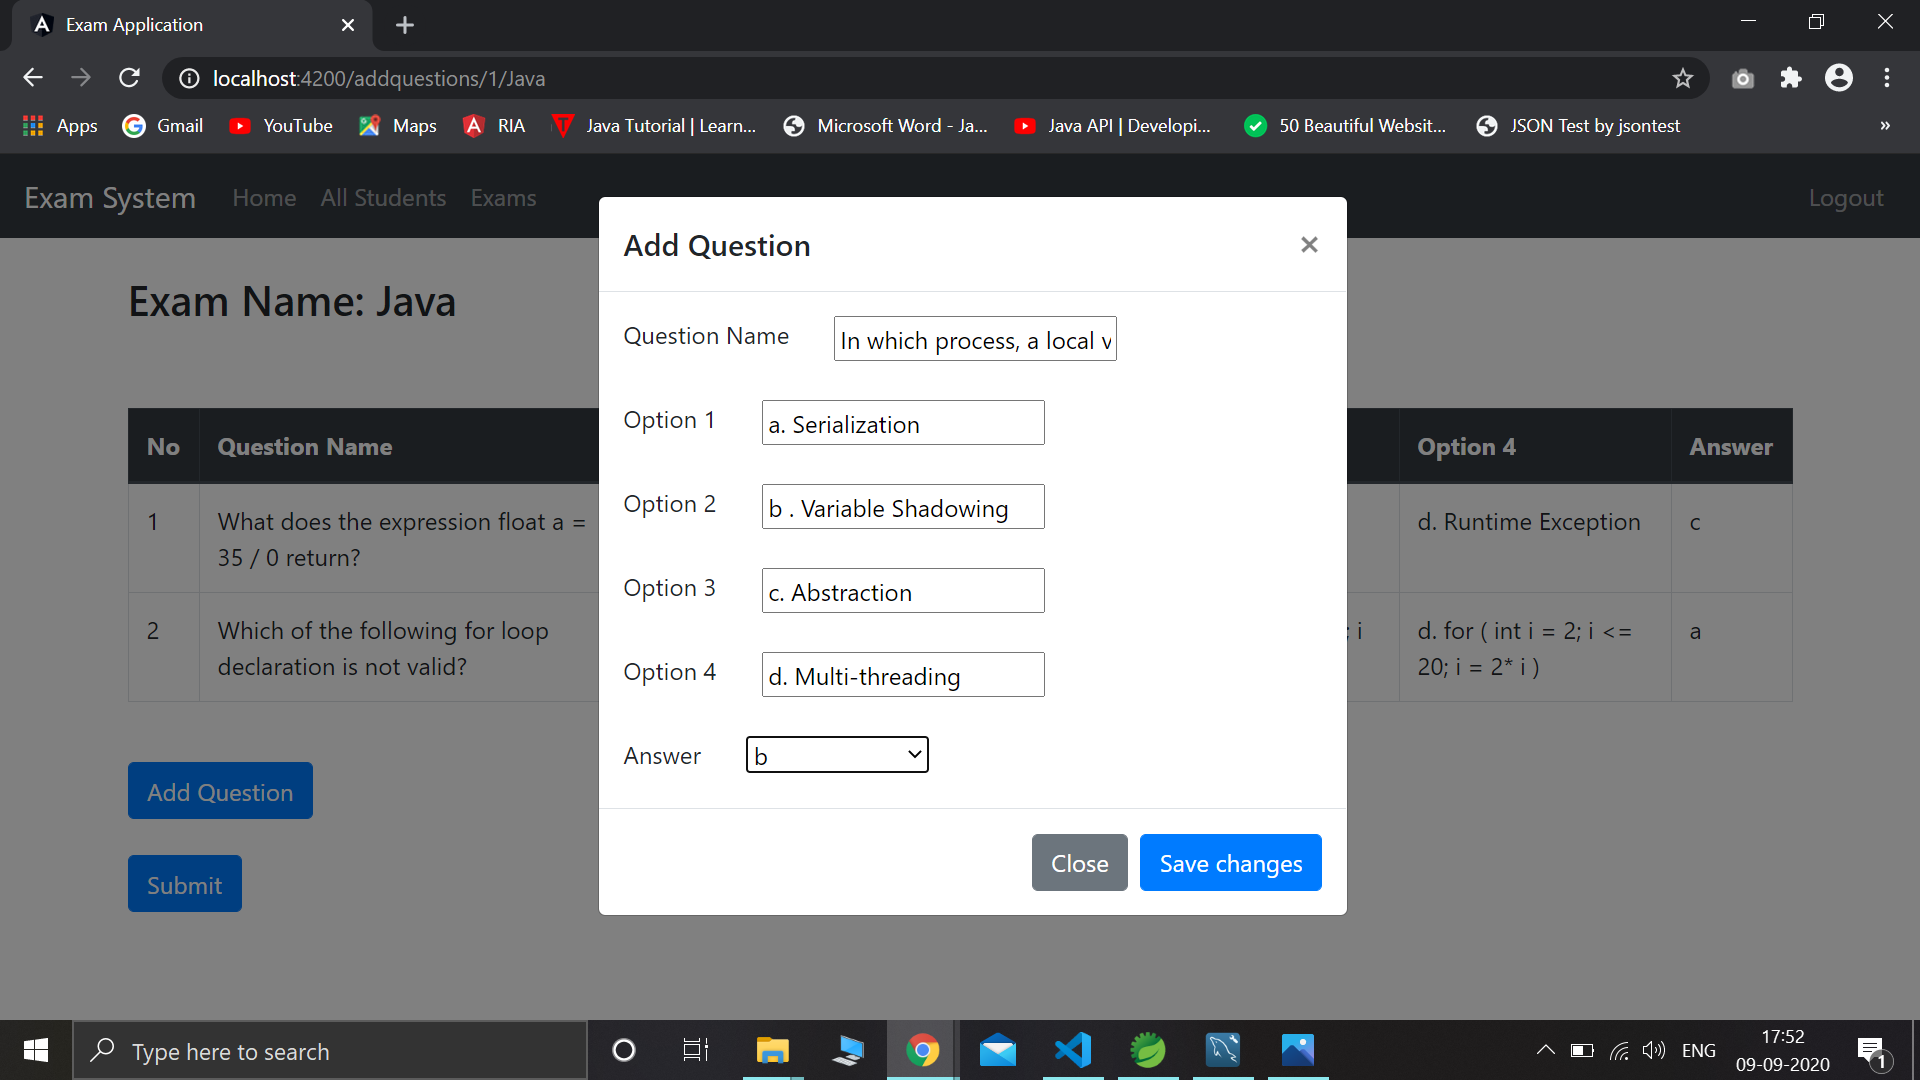 Exam Application
localhost:4200/addquestions/1/Java
Apps
Gmail
YouTube
Maps
RIA
Java Tutorial | Learn...
Microsoft Word - Ja...
Java API | Developi...
50 Beautiful Websit...
JSON Test by jsontest
»
Exam System
Home
All Students
Exams
Logout
Add Question
×
Exam Name: Java
Question Name
In which process, a local v
Option 1
a. Serialization
Option 2
b . Variable Shadowing
Option 3
c. Abstraction
Option 4
d. Multi-threading
Answer
b
Close
Save changes
No
Question Name
Option 4
Answer
1
What does the expression float a =
35 / 0 return?
d. Runtime Exception
c
2
Which of the following for loop
declaration is not valid?
; i
d. for ( int i = 2; i <=
20; i = 2* i )
a
Add Question
Submit
Type here to search
ENG
17:52
09-09-2020
1